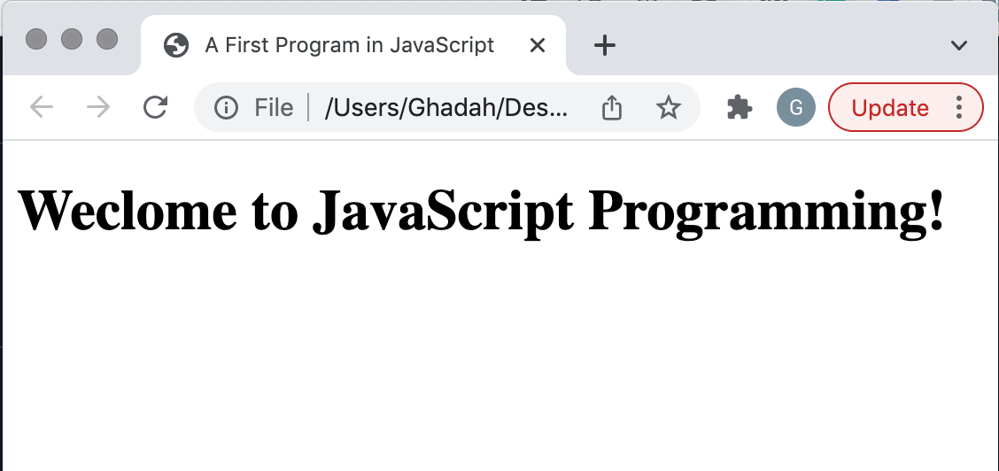 A First Program in JavaScript
File /Users/Ghadah/Des... G Update
Weclome to JavaScript Programming!